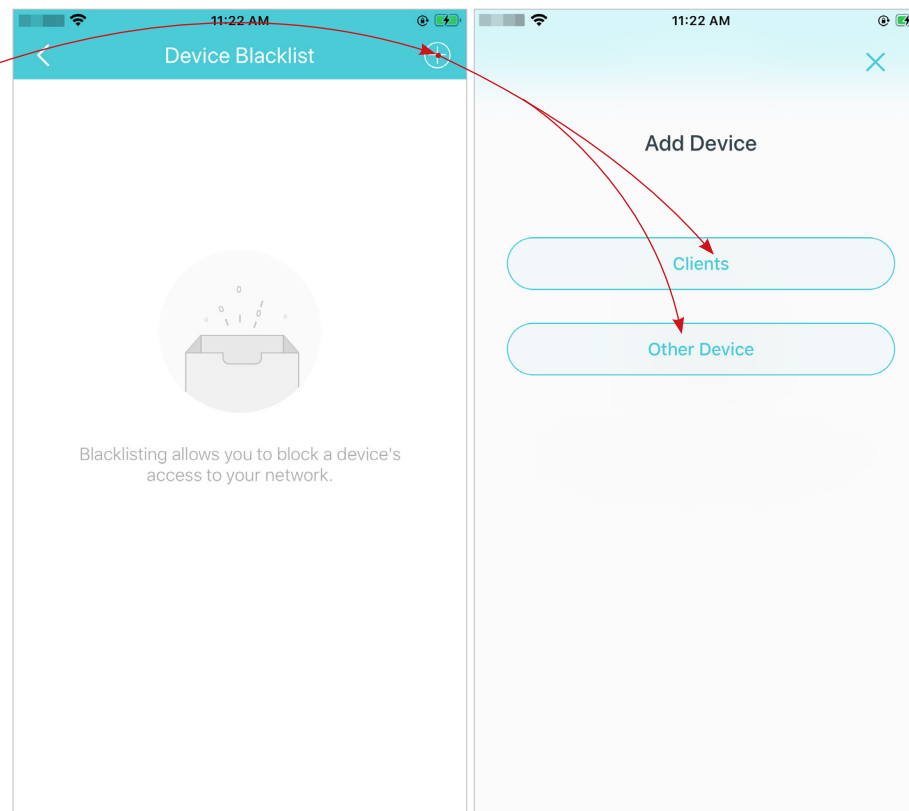 11:22 AM
Device Blacklist
Blacklisting allows you to block a device's
access to your network.
11:22 AM
Add Device
Clients
Other Device